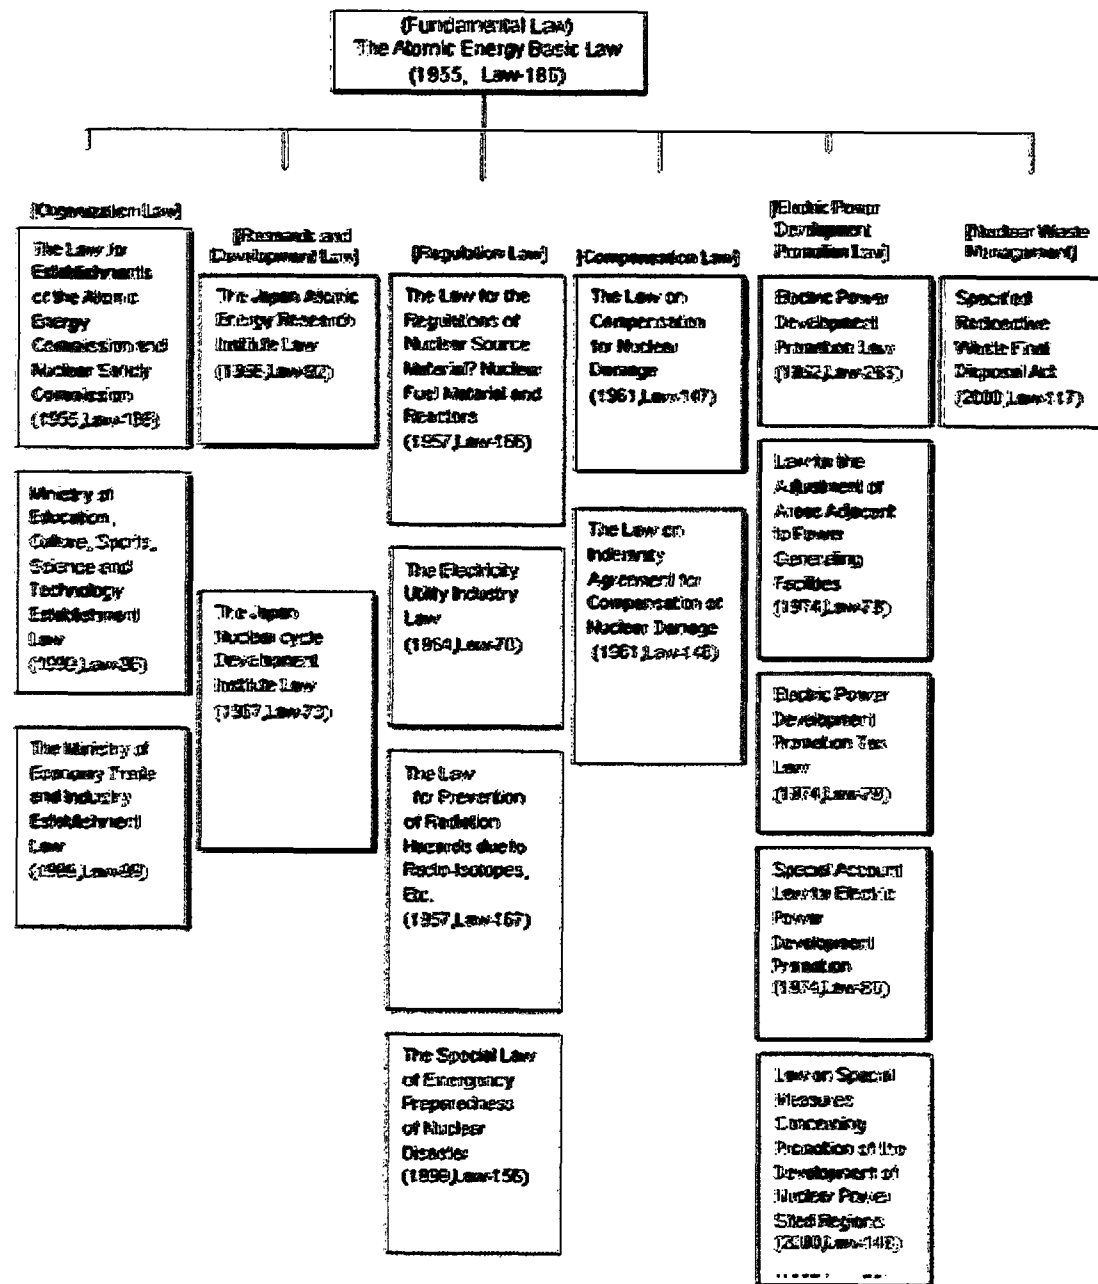 (Fundamental Law)
The Atomic Energy Basic Law
(1955, Law-186)
[Organization Law]
The Law for
Establishments
of the Atomic
Energy
Commission and
Nuclear Safety
Commission
Ministry of
Education,
Culture, Sports,
Science and
Technology
Establishment
Law
The Ministry of
Economy Trade
and Industry
Establishment
Law
[Research and
Development Law]
The Japan Atomic
Energy Research
Institute Law
The Japan
Nuclear cycle
Development
Institute Law
[Regulation Law]
The Law for the
Regulations of
Nuclear Source
Material? Nuclear
Fuel Material and
Reactors
(1957,Law-166)
The Electricity
Utility Industry
Law
(1964,Law-70)
The Law
for Prevention
of Radiation
Hazards due to
Radio-Isotopes,
Etc.
(1957,Law-167)
The Special Law
of Emergency
Preparedness
of Nuclear
Disaster
(1999,Law-156)
[Compensation Law]
The Law on
Compensation
for Nuclear
Damage
(1961,Law-147)
The Law on
Indemnity
Agreement for
Compensation of
Nuclear Damage
(1961,Law-148)
[Electric Power
Development
Promotion Law]
Electric Power
Development
Promotion Law
Law for the
Adjustment of
Areas Adjacent
to Power
Generating
Facilities
Electric Power
Development
Promotion Tax
Law
(1974,Law-79)
Special Account
Law for Electric
Power
Development
Promotion
(1974,Law-80)
Law on Special
Measures
Concerning
Promotion of the
Development of
Nuclear Power
Sited Regions
(2000,Law-148)
[Nuclear Waste
Management]
Specified
Radioactive
Waste Final
Disposal Act
(2000,Law-117)